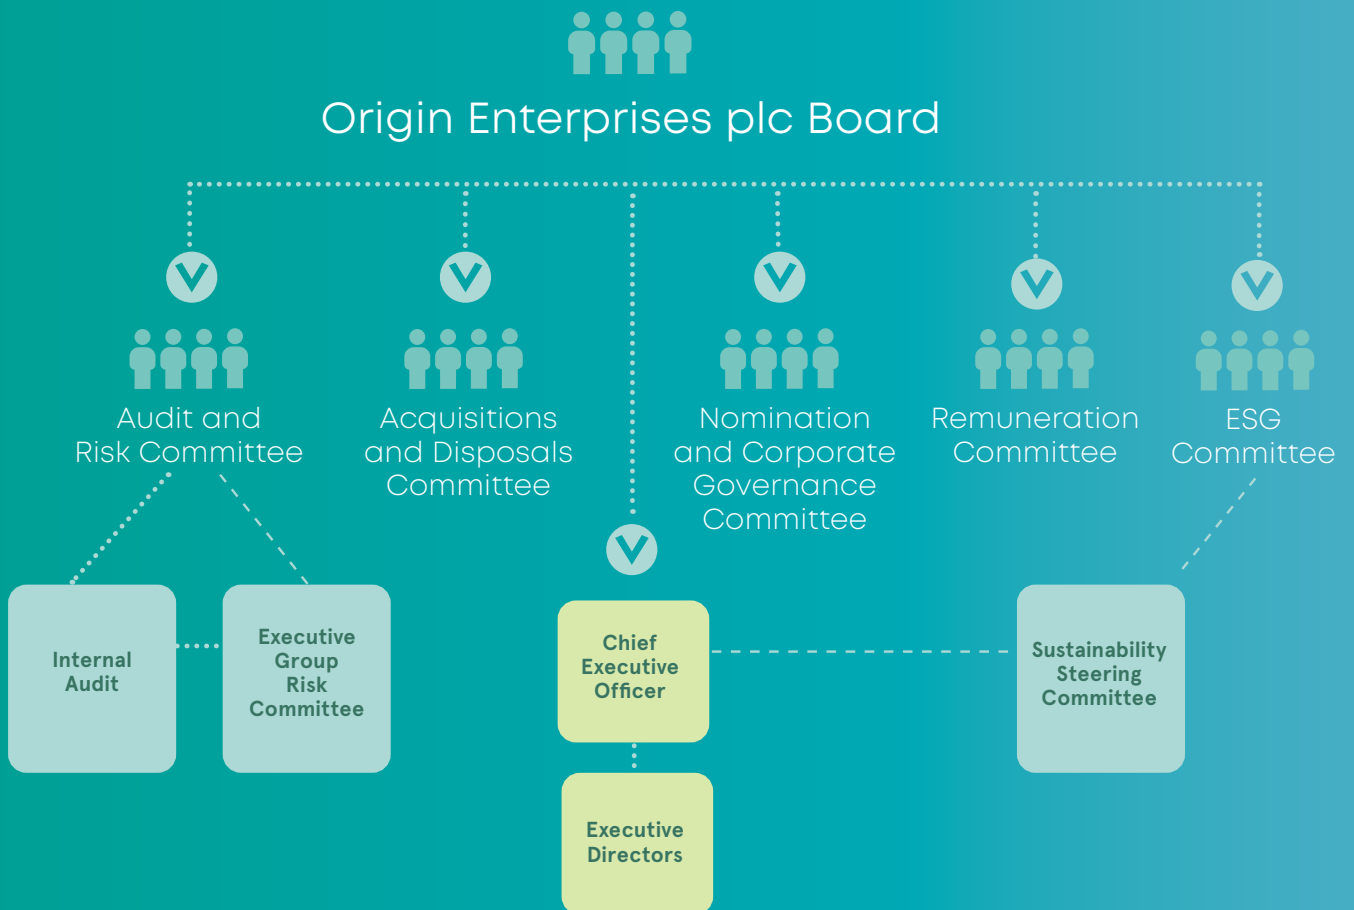 Origin Enterprises plc Board
Audit and
Risk Committee
Acquisitions
and Disposals
Committee
Nomination
and Corporate
Governance
Committee
Remuneration
Committee
ESG
Committee
Internal
Audit
Executive
Group
Risk
Committee
Chief
Executive
Officer
Sustainability
Steering
Committee
Executive
Directors